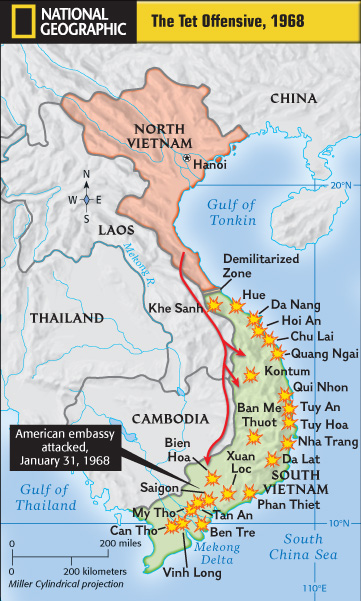 NATIONAL
GEOGRAPHIC
The Tet Offensive, 1968
CHINA
NORTH
VIETNAM
Hanoi
N
W
E
S
20°N
Gulf of
Tonkin
LAOS
Mekong R.
Demilitarized
Zone
Khe Sanh
Hue
Da Nang
Hoi An
THAILAND
Chu Lai
Quang Ngai
Kontum
Qui Nhon
CAMBODIA
Ban Me
Thuot
Tuy An
Tuy Hoa
American embassy
attacked,
January 31, 1968
Bien
Hoa
Xuan
Loc
Nha Trang
Da Lat
Gulf of
Thailand
Saigon
SOUTH
VIETNAM
My Tho
Tan An
Phan Thiet
Can Tho
Ben Tre
10°N
0
200 miles
0
200 kilometers
Miller Cylindrical projection
Mekong
Delta
Vinh Long
South
China Sea
110°E